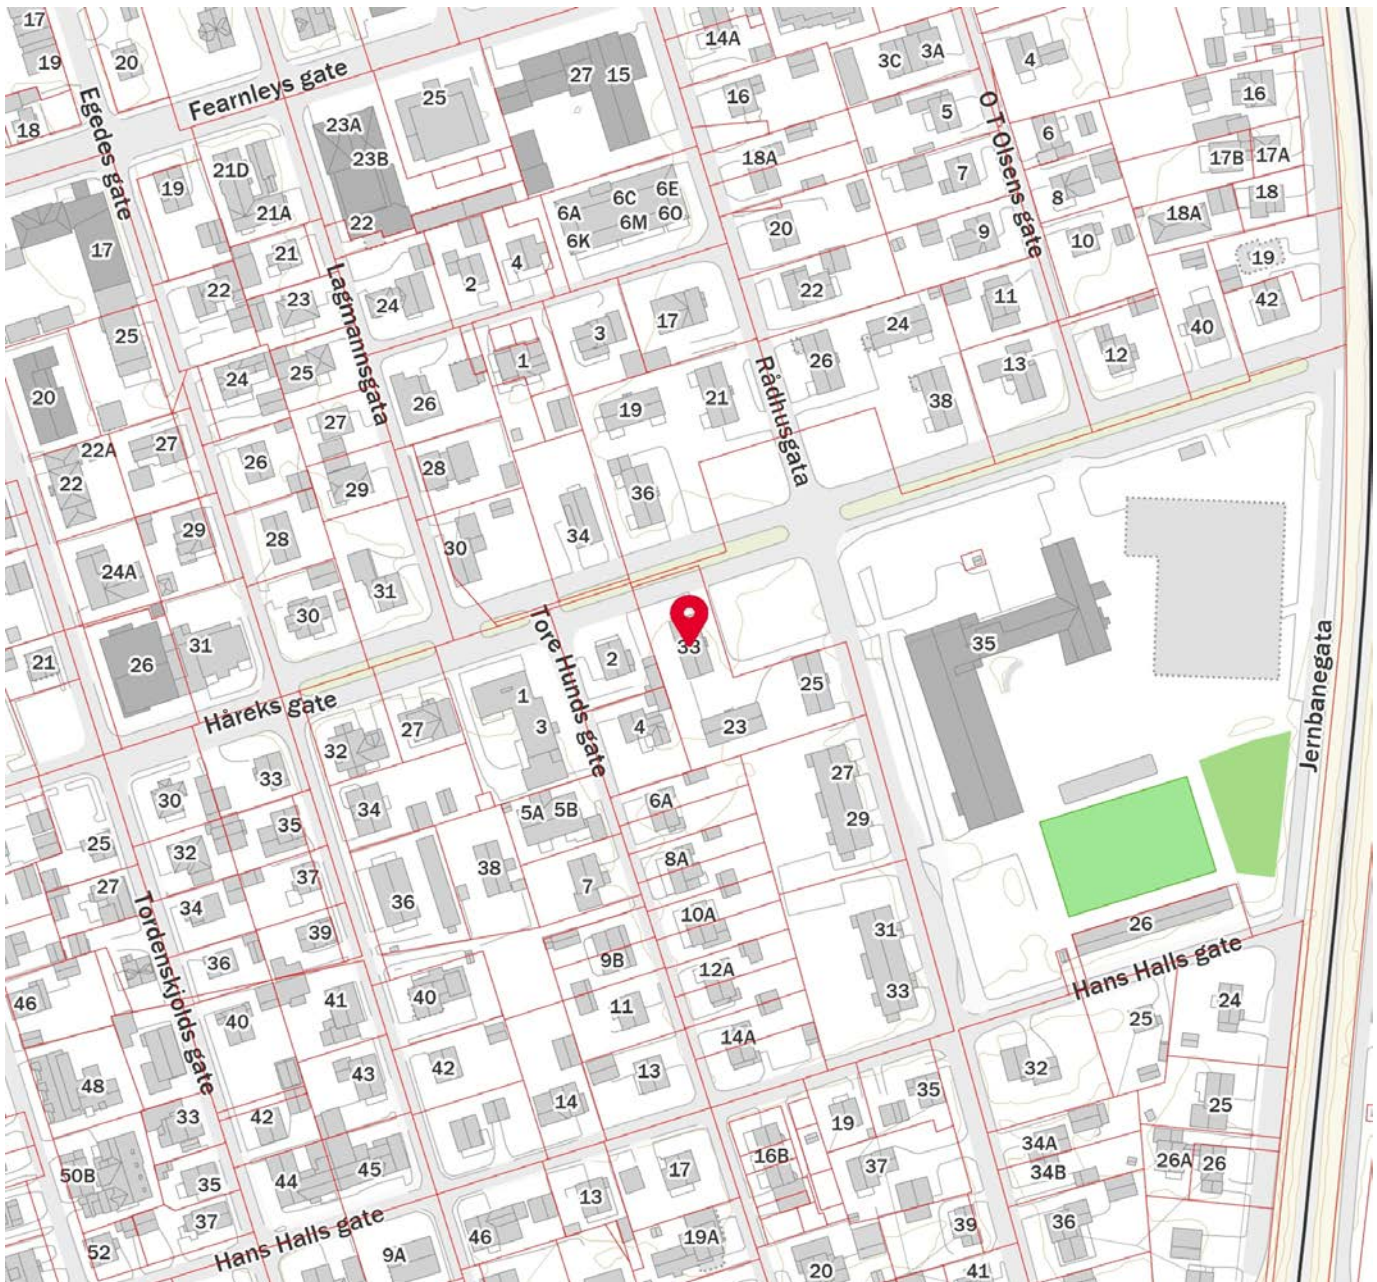 17
19
20
Fearnleys gate
25
27
15
14A
16
3C
3A
4
16
18
Egedes gate
23A
23B
22
18A
5
O T Olsens gate
6
17B
17A
19
21D
21A
7
8
18
18A
17
21
6A
6C
6E
6K
6M
6O
20
9
10
19
22
23
Lagmannsgata
24
2
4
22
11
42
25
3
17
24
40
20
24
25
26
1
Rådhusgata
26
13
12
27
19
21
38
22A
22
27
26
29
28
36
29
28
30
34
24A
31
30
35
21
26
31
Håreks gate
Tore Hunds gate
2
33
25
Jernbanegata
32
27
1
3
4
23
33
30
34
5A
5B
6A
27
29
25
32
35
38
7
8A
27
37
36
Tordenskjolds gate
34
39
10A
31
26
Hans Halls gate
36
9B
12A
33
46
40
41
40
11
14A
25
24
48
43
42
13
32
33
42
14
19
35
25
50B
35
44
45
16B
37
34A
34B
26A
26
37
17
13
52
Hans Halls gate
9A
46
19A
20
39
41
36